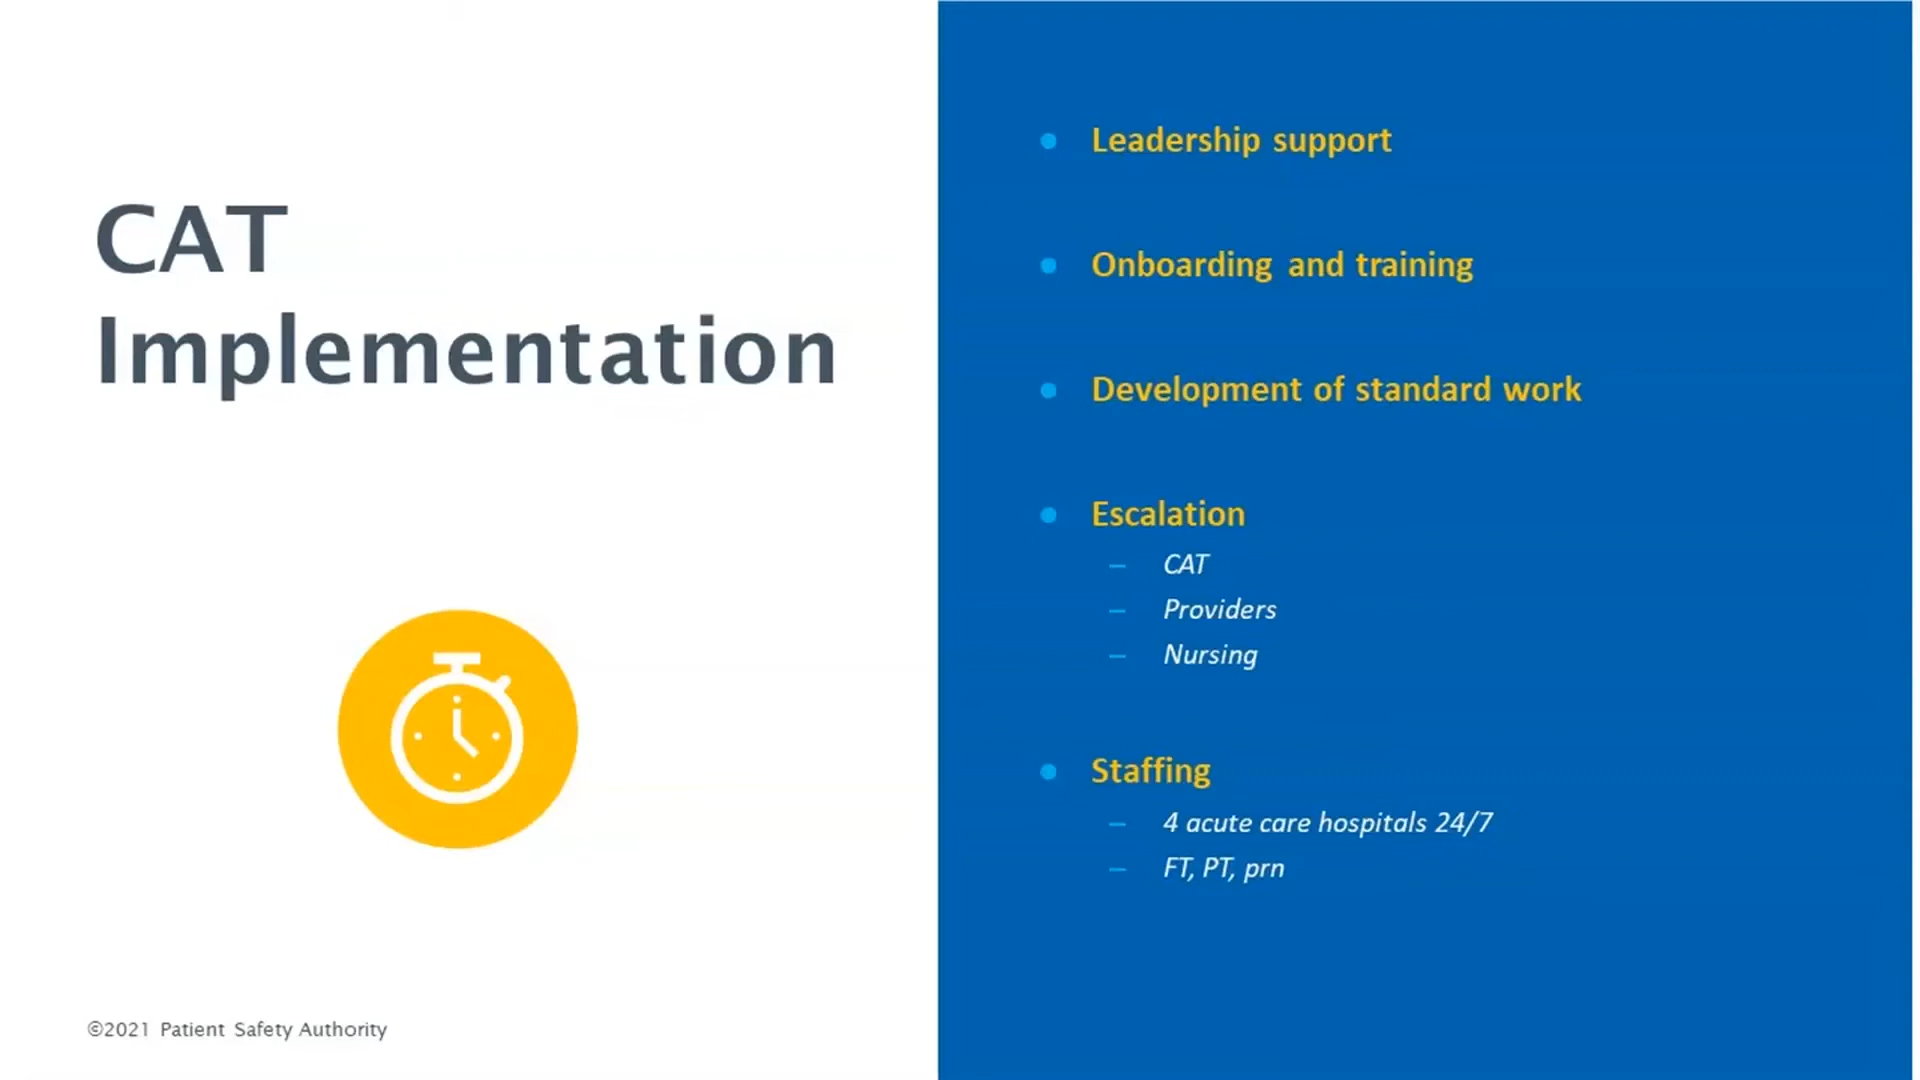 CAT
Implementation
©2021 Patient Safety Authority
Leadership support
Onboarding and training
Development of standard work
Escalation
CAT
Providers
Nursing
Staffing
4 acute care hospitals 24/7
FT, PT, prn